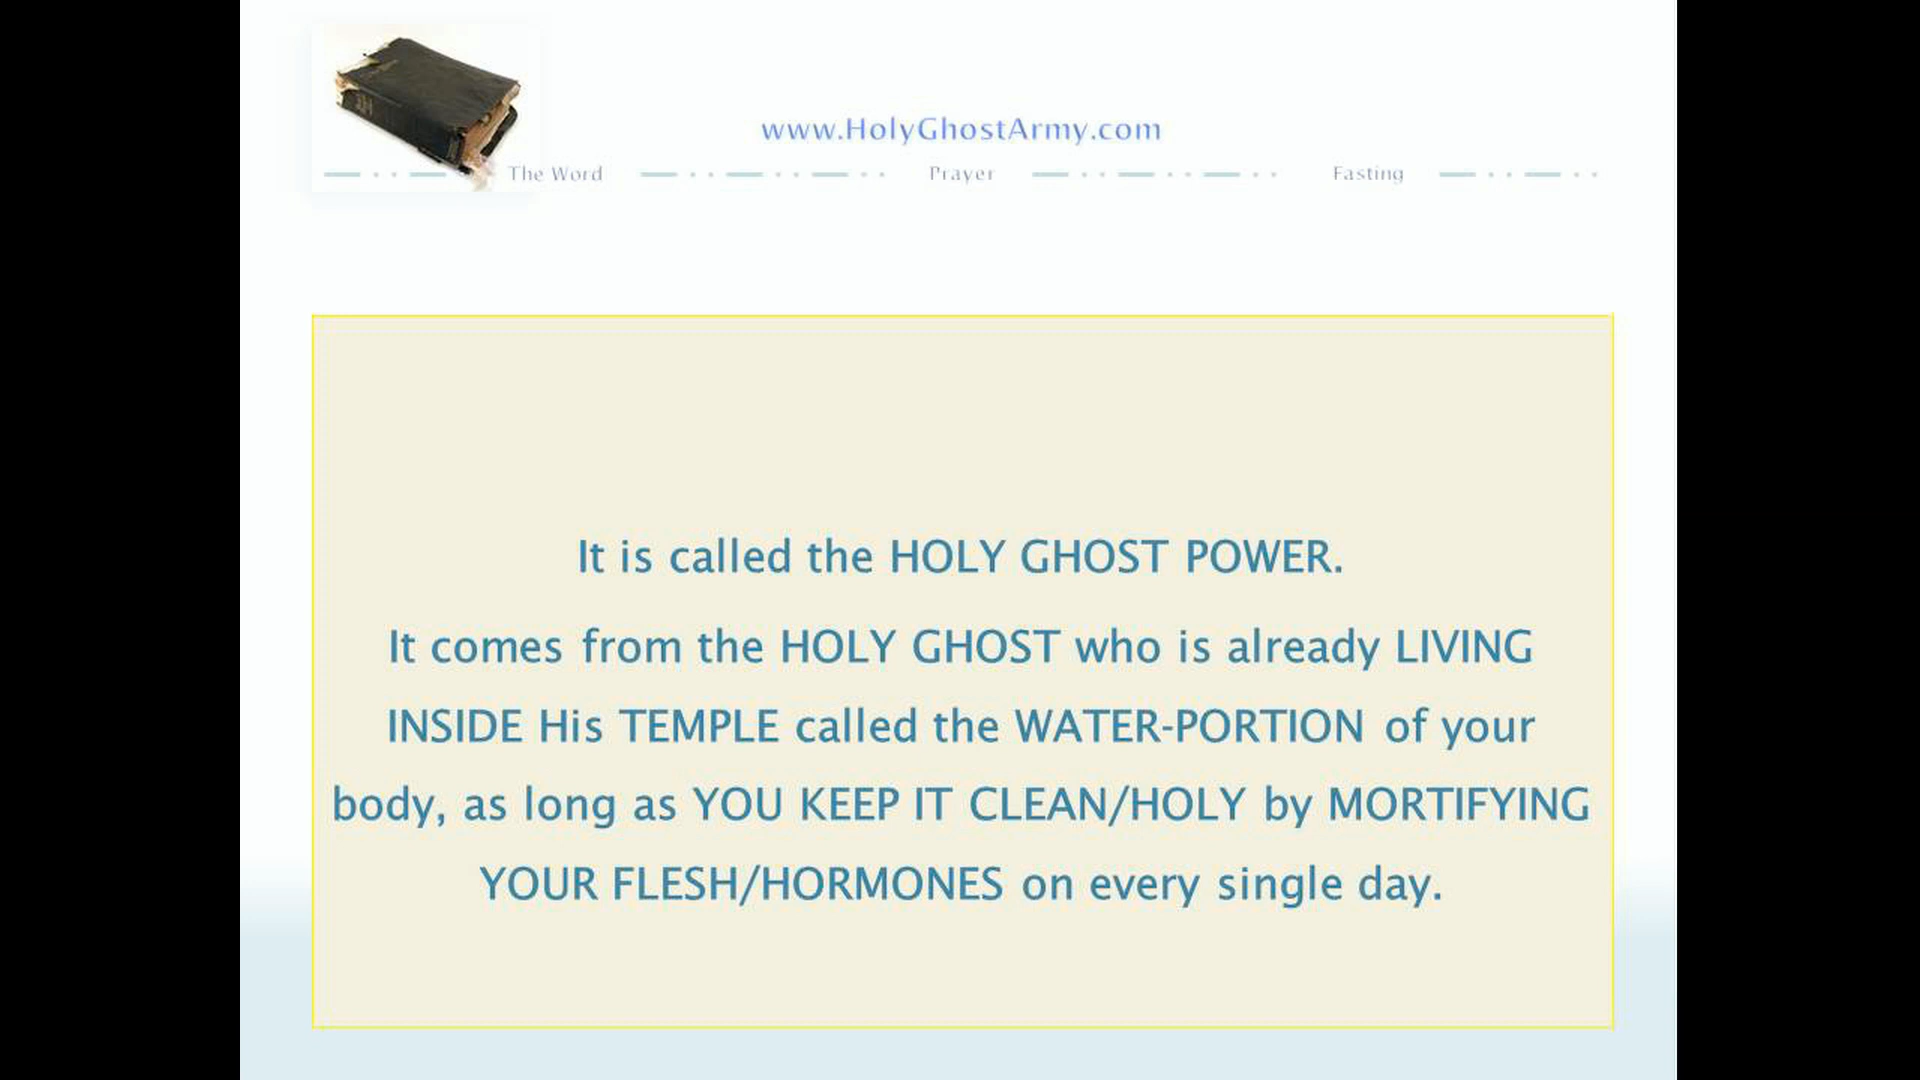 www.HolyGhostArmy.com
The Word Prayer Fasting
It is called the HOLY GHOST POWER.
It comes from the HOLY GHOST who is already LIVING
INSIDE His TEMPLE called the WATER-PORTION of your
body, as long as YOU KEEP IT CLEAN/HOLY by MORTIFYING
YOUR FLESH/HORMONES on every single day.